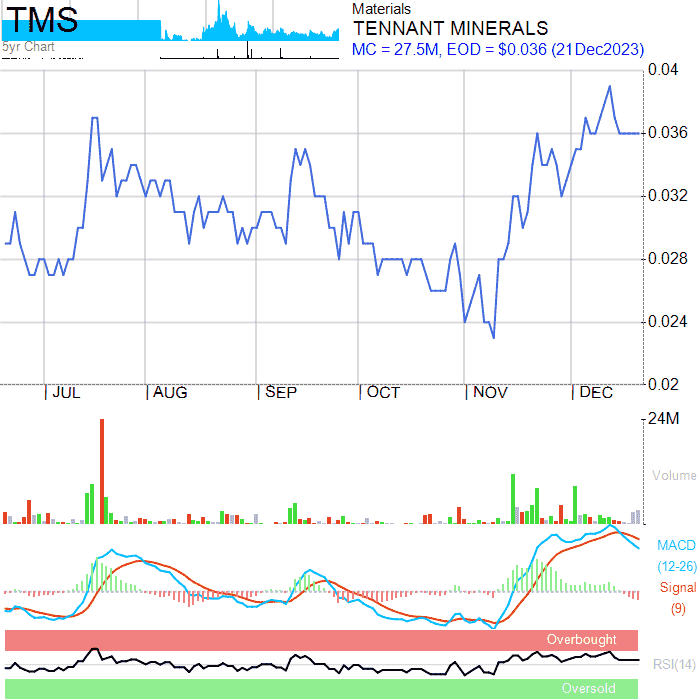 TMS
5yr Chart
Materials
TENNANT MINERALS
MC = 27.5M, EOD = $0.036 (21Dec2023)
0.04
0.036
0.032
0.028
0.024
0.02
JUL AUG SEP OCT NOV DEC
24M
Volume
MACD
(12-26)
Signal
(9)
Overbought
RSI(14)
Oversold